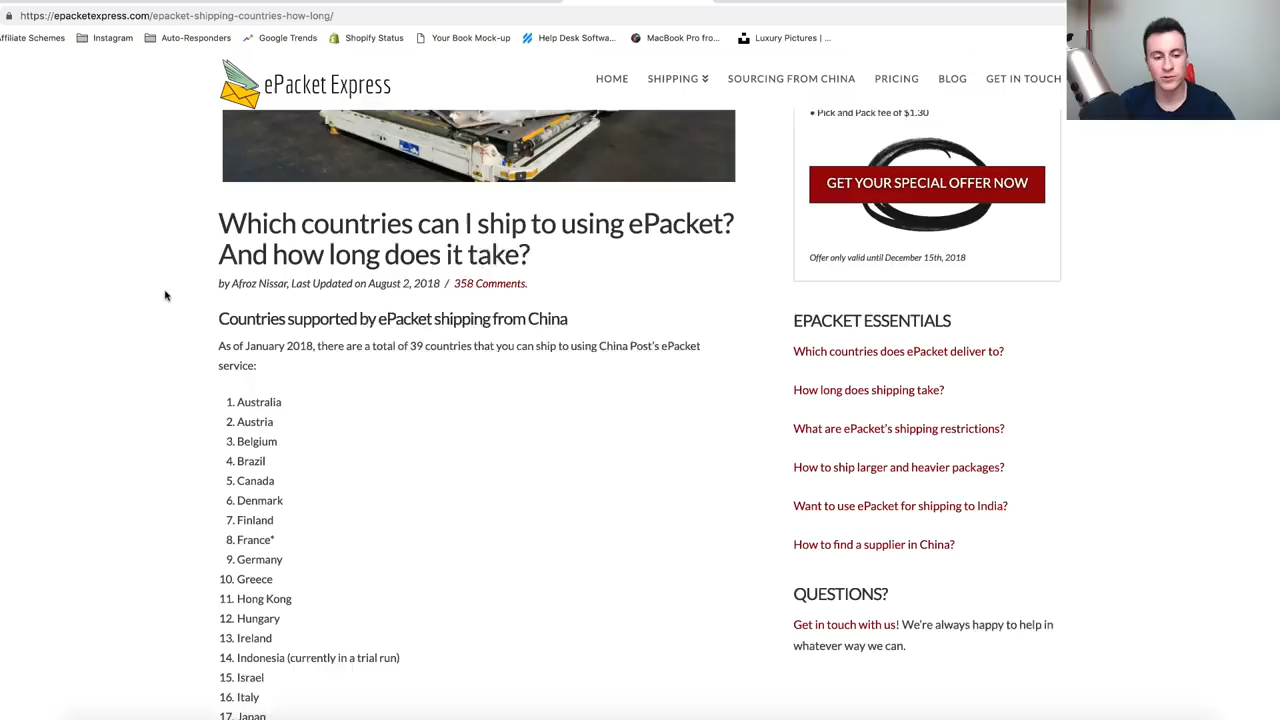 https://epacketexpress.com/epacket-shipping-countries-how-long/
ffiliate Schemes Instagram Auto-Responders Google Trends Shopify Status Your Book Mock-up Help Desk Softwa... MacBook Pro fro... Luxury Pictures | ...
ePacket Express
HOME SHIPPING SOURCING FROM CHINA PRICING BLOG GET IN TOUCH
• Pick and Pack fee of $1.30
GET YOUR SPECIAL OFFER NOW
Offer only valid until December 15th, 2018
Which countries can I ship to using ePacket?
And how long does it take?
by Afroz Nissar, Last Updated on August 2, 2018 / 358 Comments.
Countries supported by ePacket shipping from China
As of January 2018, there are a total of 39 countries that you can ship to using China Post's ePacket
service:
1. Australia
2. Austria
3. Belgium
4. Brazil
5. Canada
6. Denmark
7. Finland
8. France*
9. Germany
10. Greece
11. Hong Kong
12. Hungary
13. Ireland
14. Indonesia (currently in a trial run)
15. Israel
16. Italy
17. Japan
EPACKET ESSENTIALS
Which countries does ePacket deliver to?
How long does shipping take?
What are ePacket's shipping restrictions?
How to ship larger and heavier packages?
Want to use ePacket for shipping to India?
How to find a supplier in China?
QUESTIONS?
Get in touch with us! We're always happy to help in
whatever way we can.